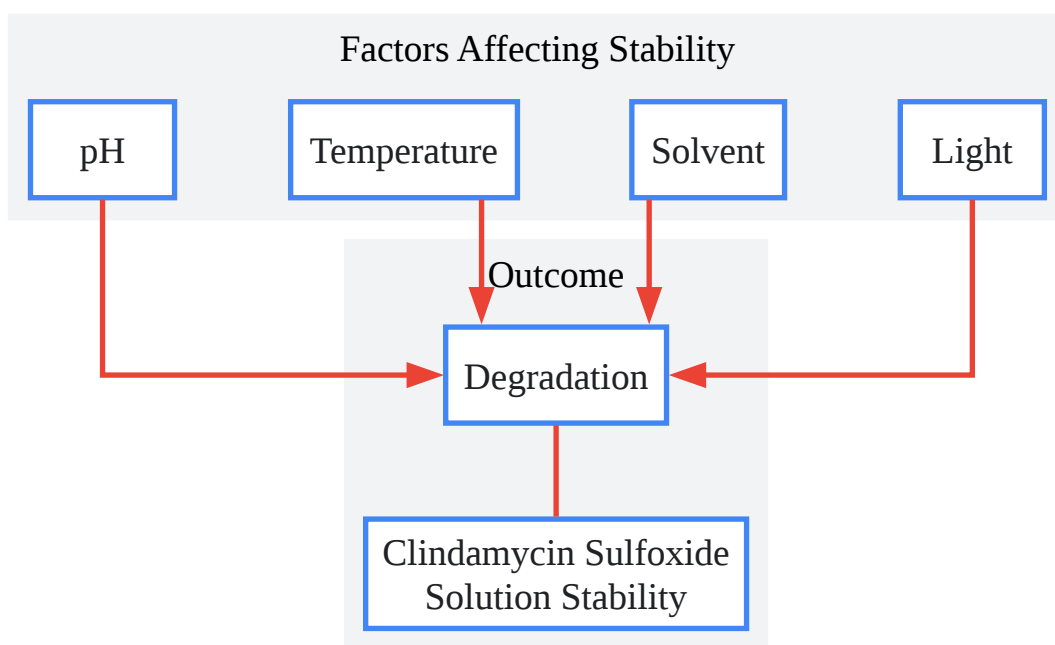 Factors Affecting Stability
pH
Temperature
Solvent
Light
Outcome
Degradation
Clindamycin Sulfoxide
Solution Stability